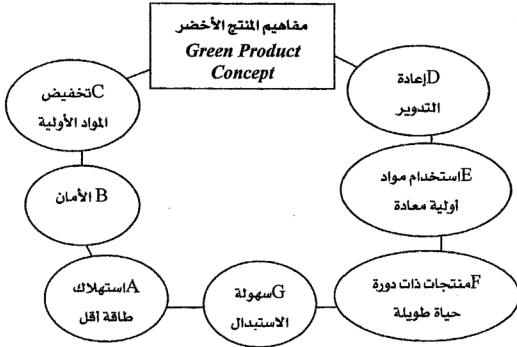 مفاهيم المنتج الأخضر
Green Product
Concept
Cتخفيض
المواد الأولية
Dإعادة
التدوير
B الأمان
Eاستخدام مواد
أولية معادة
Aاستهلاك
طاقة أقل
Gسهولة
الاستبدال
Fمنتجات ذات دورة
حياة طويلة